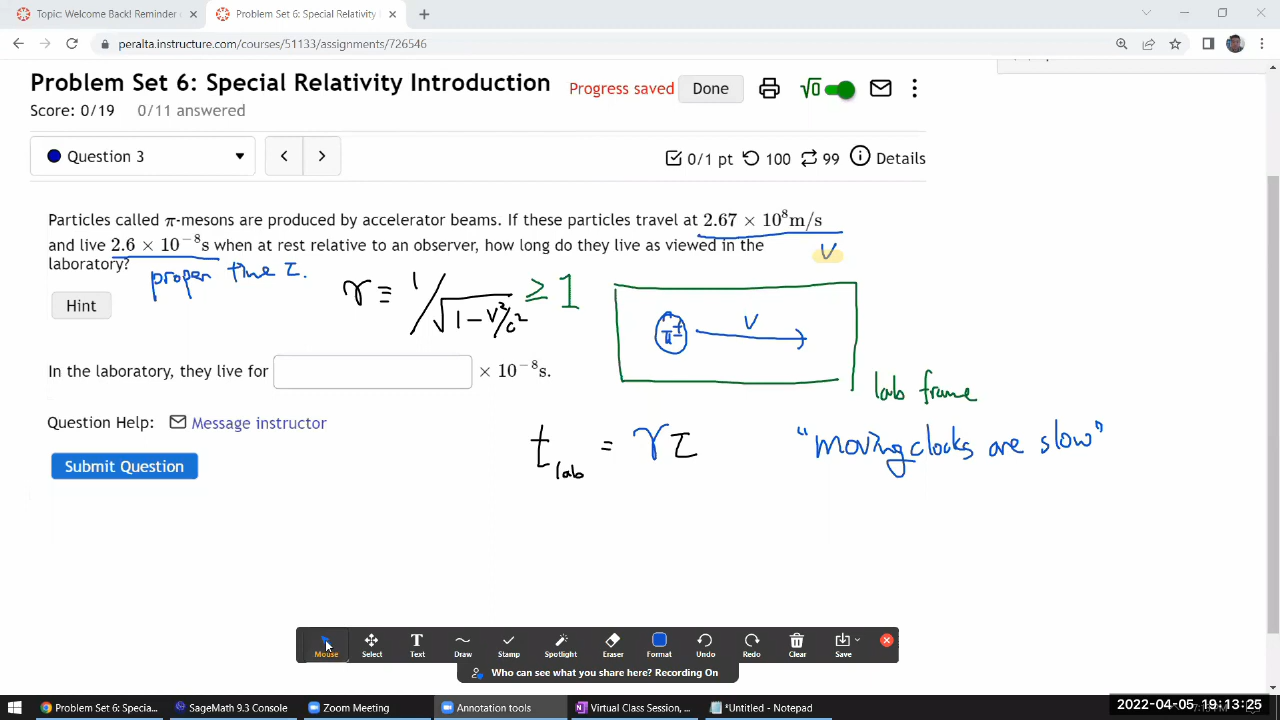 Topic: Welcome Back! Reminder
Problem Set 6: Special Relativity
peralta.instructure.com/courses/51133/assignments/726546
Problem Set 6: Special Relativity Introduction
Progress saved
Done
√0
Score: 0/19 0/11 answered
Question 3
0/1 pt 100 99 Details
Particles called π-mesons are produced by accelerator beams. If these particles travel at 2.67 × 10⁸m/s
and live 2.6 × 10⁻⁸s when at rest relative to an observer, how long do they live as viewed in the
laboratory?
V
proper time τ.
γ ≡ 1/√1 − V²/c² ≥ 1
Hint
π± V
In the laboratory, they live for × 10⁻⁸s.
lab frame
Question Help: Message instructor
t lab = γτ
"moving clocks are slow"
Submit Question
Mouse Select Text Draw Stamp Spotlight Eraser Format Undo Redo Clear Save
Who can see what you share here? Recording On
Problem Set 6: Specia... SageMath 9.3 Console Zoom Meeting Annotation tools Virtual Class Session, ... *Untitled - Notepad
2022-04-05 19:13:25